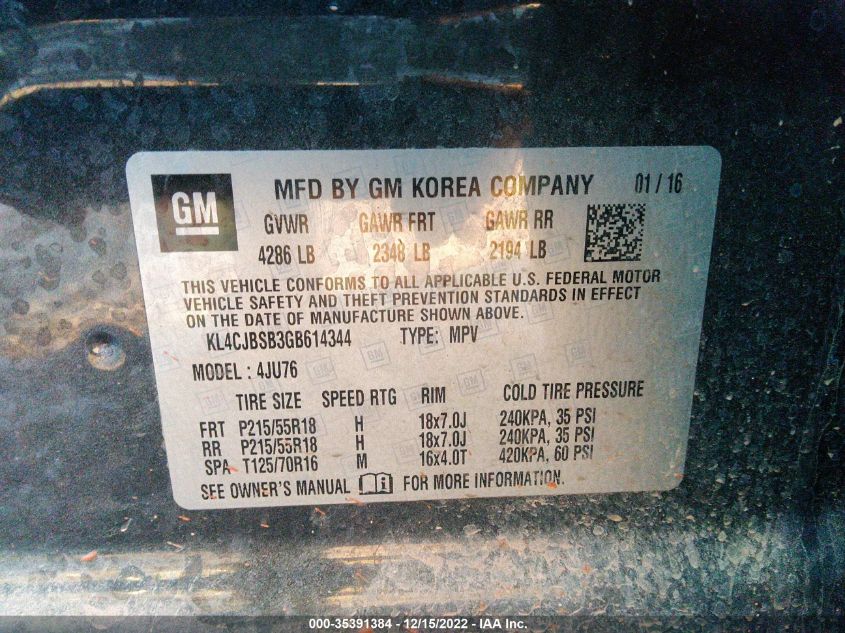 GM
MFD BY GM KOREA COMPANY 01 / 16
GVWR GAWR FRT GAWR RR
4286 LB 2348 LB 2194 LB
THIS VEHICLE CONFORMS TO ALL APPLICABLE U.S. FEDERAL MOTOR
VEHICLE SAFETY AND THEFT PREVENTION STANDARDS IN EFFECT
ON THE DATE OF MANUFACTURE SHOWN ABOVE.
KL4CJBSB3GB614344 TYPE: MPV
MODEL : 4JU76
TIRE SIZE SPEED RTG RIM COLD TIRE PRESSURE
FRT P215/55R18 H 18x7.0J 240KPA, 35 PSI
RR P215/55R18 H 18x7.0J 240KPA, 35 PSI
SPA T125/70R16 M 16x4.0T 420KPA, 60 PSI
SEE OWNER'S MANUAL FOR MORE INFORMATION.
000-35391384 - 12/15/2022 - IAA Inc.